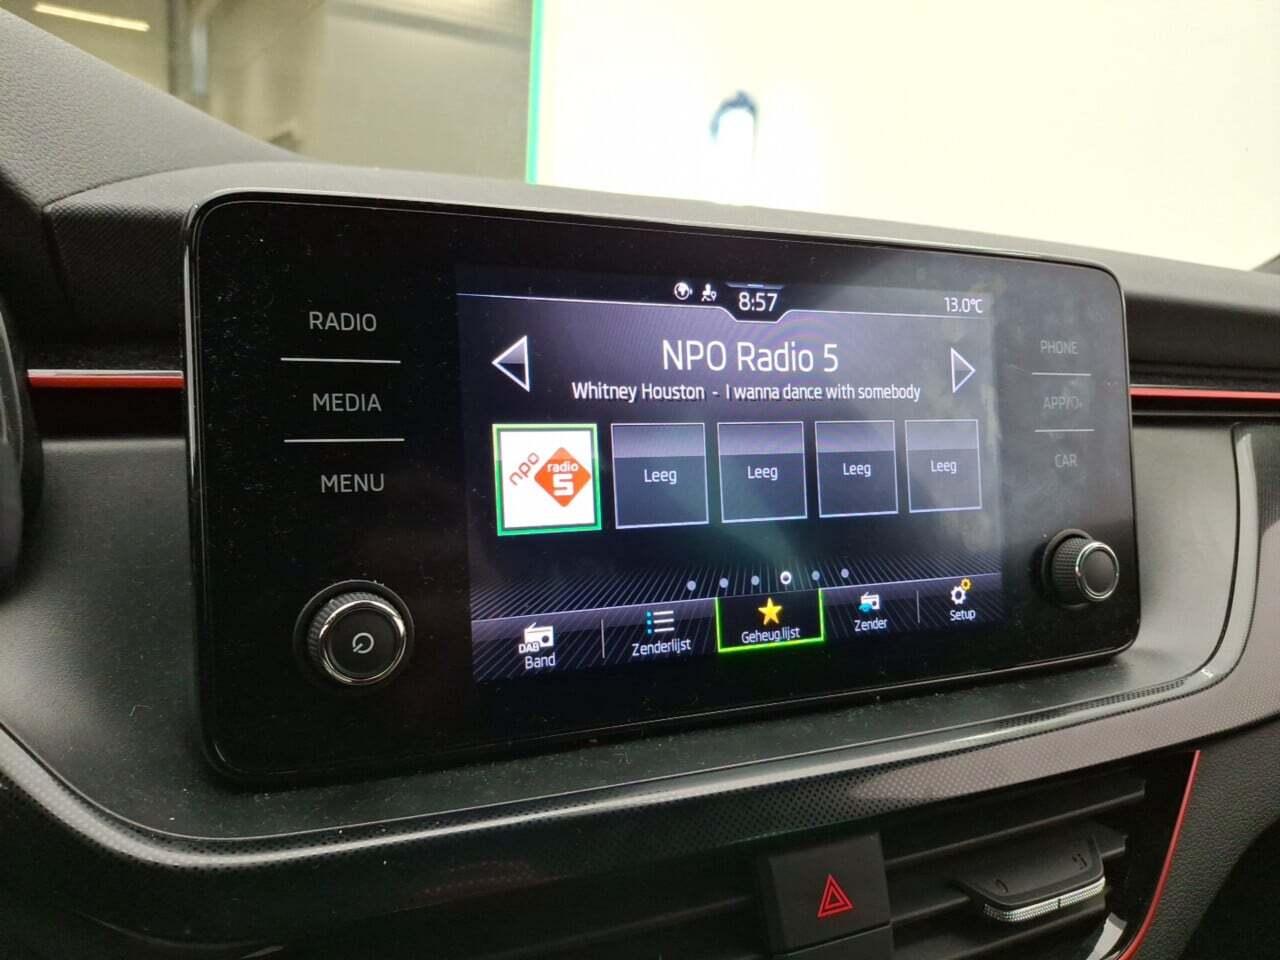 8:57
13.0°C
RADIO
MEDIA
MENU
NPO Radio 5
Whitney Houston - I wanna dance with somebody
npo radio 5
Leeg
Leeg
Leeg
Leeg
PHONE
APP/
CAR
DAB
Band
Zenderlijst
Geheug.lijst
Zender
Setup